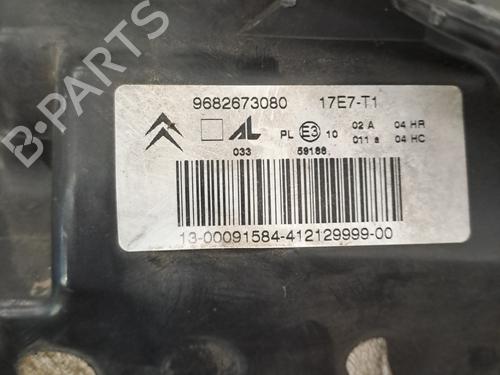 9682673080 17E7-T1
AL PL E3 10 02 A 04 HR
011 a 04 HC
033 59188
13-00091584-412129999-00
B-PARTS